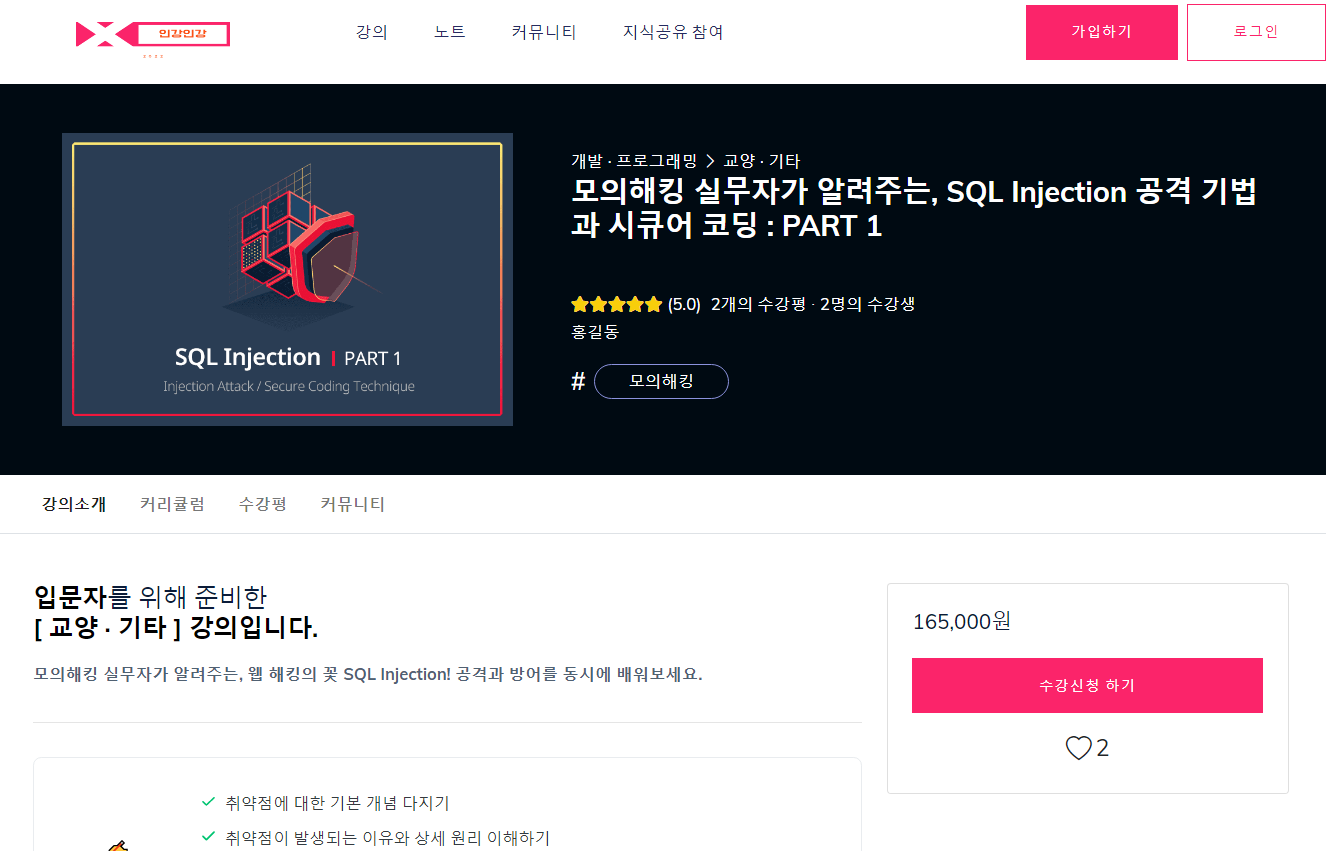 인강인강
2022
강의 노트 커뮤니티 지식공유 참여
가입하기 로그인
SQL Injection | PART 1
Injection Attack / Secure Coding Technique
개발 · 프로그래밍 > 교양 · 기타
모의해킹 실무자가 알려주는, SQL Injection 공격 기법
과 시큐어 코딩 : PART 1
(5.0) 2개의 수강평 · 2명의 수강생
홍길동
# 모의해킹
강의소개 커리큘럼 수강평 커뮤니티
입문자를 위해 준비한
[ 교양 · 기타 ] 강의입니다.
모의해킹 실무자가 알려주는, 웹 해킹의 꽃 SQL Injection! 공격과 방어를 동시에 배워보세요.
165,000원
수강신청 하기
2
취약점에 대한 기본 개념 다지기
취약점이 발생되는 이유와 상세 원리 이해하기